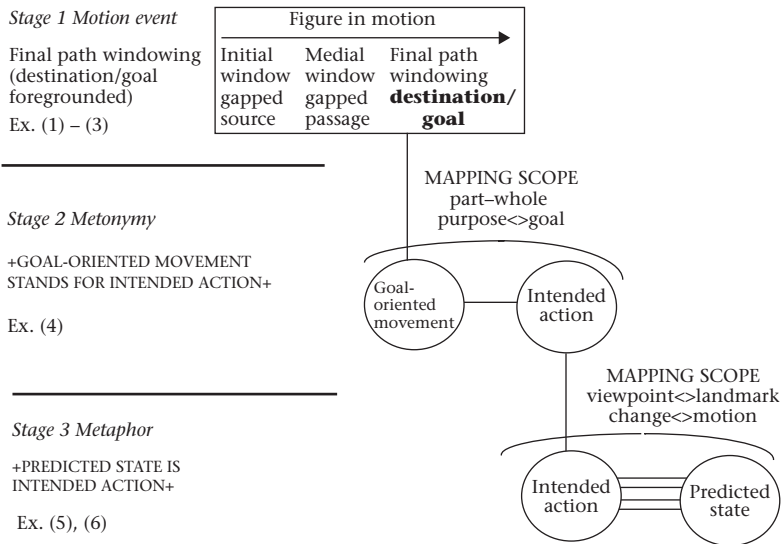 Stage 1 Motion event
Final path windowing
(destination/goal
foregrounded)
Ex. (1) – (3)
Figure in motion
Initial
window
gapped
source
Medial
window
gapped
passage
Final path
windowing
destination/
goal
MAPPING SCOPE
part–whole
purpose<>goal
Stage 2 Metonymy
+GOAL-ORIENTED MOVEMENT
STANDS FOR INTENDED ACTION+
Ex. (4)
Goal-
oriented
movement
Intended
action
MAPPING SCOPE
viewpoint<>landmark
change<>motion
Stage 3 Metaphor
+PREDICTED STATE IS
INTENDED ACTION+
Ex. (5), (6)
Intended
action
Predicted
state